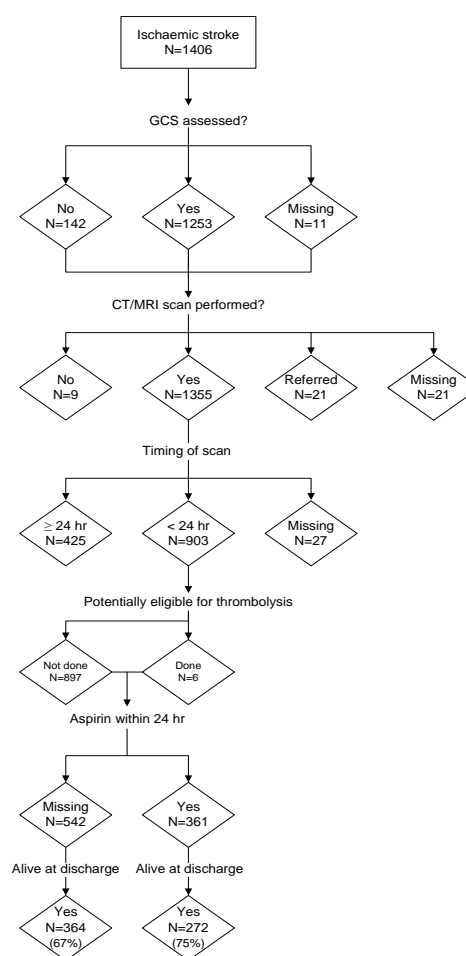 Ischaemic stroke
N=1406
GCS assessed?
No
N=142
Yes
N=1253
Missing
N=11
CT/MRI scan performed?
No
N=9
Yes
N=1355
Referred
N=21
Missing
N=21
Timing of scan
≥ 24 hr
N=425
< 24 hr
N=903
Missing
N=27
Potentially eligible for thrombolysis
Not done
N=897
Done
N=6
Aspirin within 24 hr
Missing
N=542
Yes
N=361
Alive at discharge
Alive at discharge
Yes
N=364
(67%)
Yes
N=272
(75%)